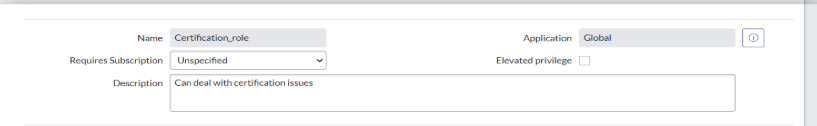 Name Certification_role Application Global
Requires Subscription Unspecified Elevated privilege
Description Can deal with certification issues